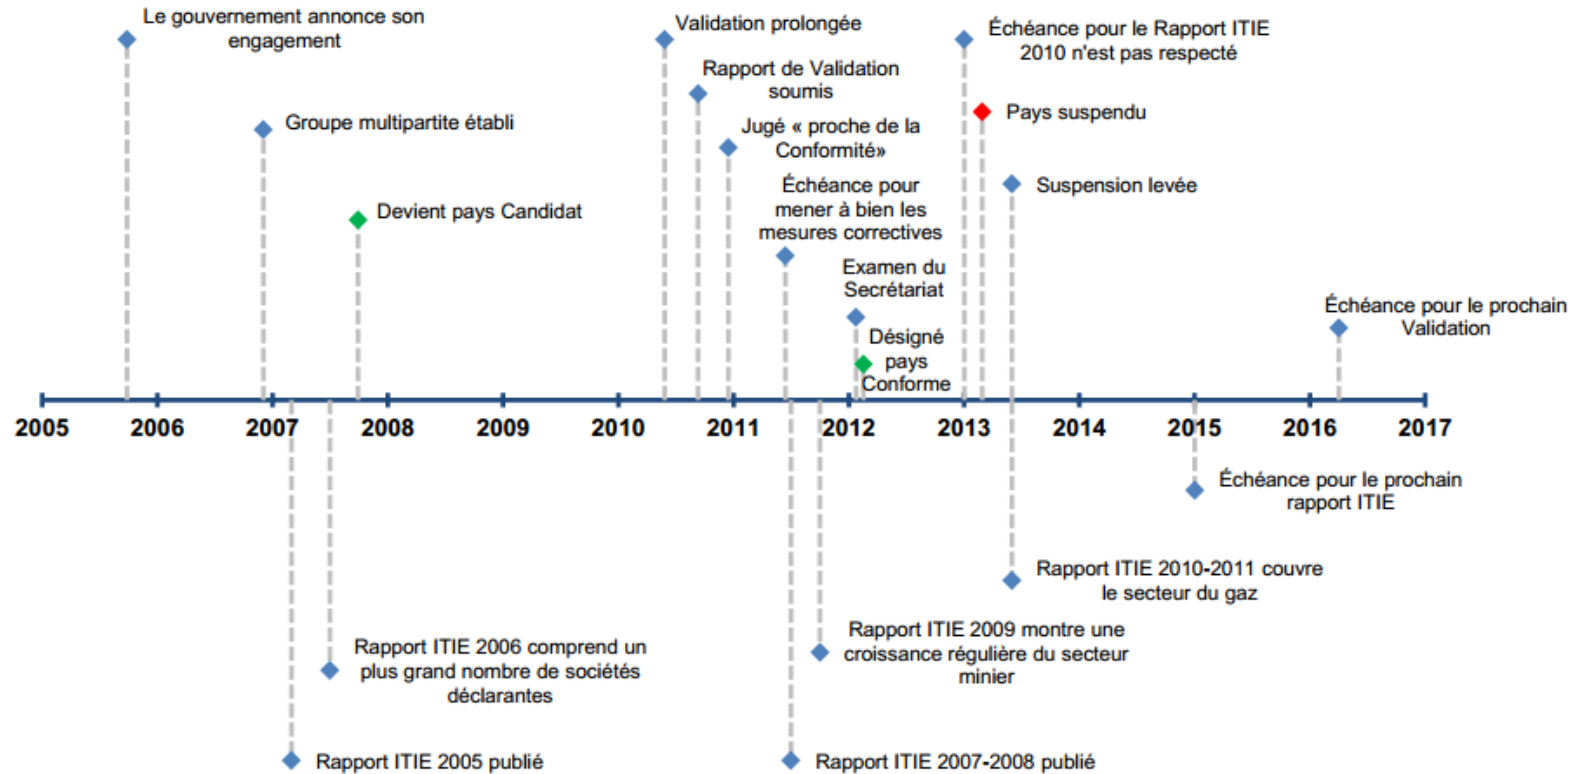 Le gouvernement annonce son
engagement
Groupe multipartite établi
Devient pays Candidat
Validation prolongée
Rapport de Validation
soumis
Jugé « proche de la
Conformité»
Échéance pour
mener à bien les
mesures correctives
Examen du
Secrétariat
Désigné
pays
Conforme
Échéance pour le Rapport ITIE
2010 n'est pas respecté
Pays suspendu
Suspension levée
Échéance pour le prochain
Validation
2005 2006 2007 2008 2009 2010 2011 2012 2013 2014 2015 2016 2017
Échéance pour le prochain
rapport ITIE
Rapport ITIE 2010-2011 couvre
le secteur du gaz
Rapport ITIE 2009 montre une
croissance régulière du secteur
minier
Rapport ITIE 2006 comprend un
plus grand nombre de sociétés
déclarantes
Rapport ITIE 2005 publié
Rapport ITIE 2007-2008 publié